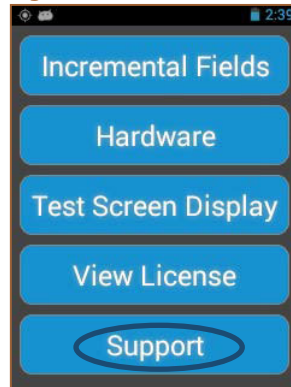 2:39
Incremental Fields
Hardware
Test Screen Display
View License
Support